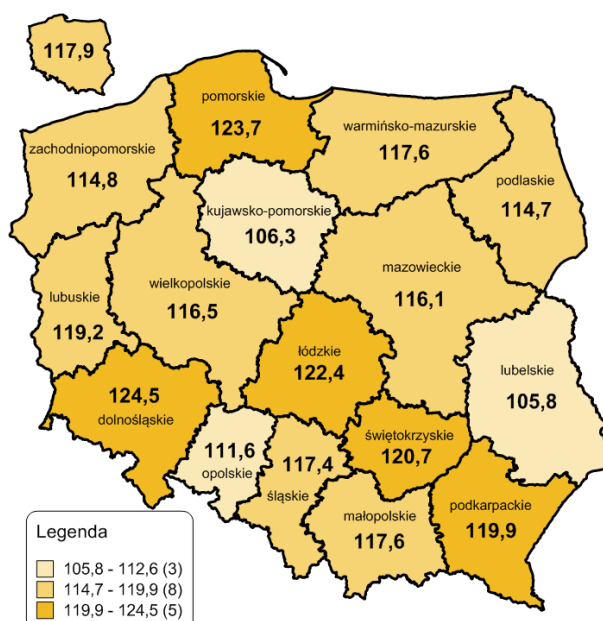 117,9
pomorskie
123,7
warmińsko-mazurskie
117,6
zachodniopomorskie
114,8
podlaskie
114,7
kujawsko-pomorskie
106,3
mazowieckie
116,1
wielkopolskie
116,5
lubuskie
119,2
łódzkie
122,4
lubelskie
105,8
124,5
dolnośląskie
świętokrzyskie
120,7
111,6
opolskie
117,4
śląskie
podkarpackie
119,9
małopolskie
117,6
Legenda
105,8 - 112,6 (3)
114,7 - 119,9 (8)
119,9 - 124,5 (5)